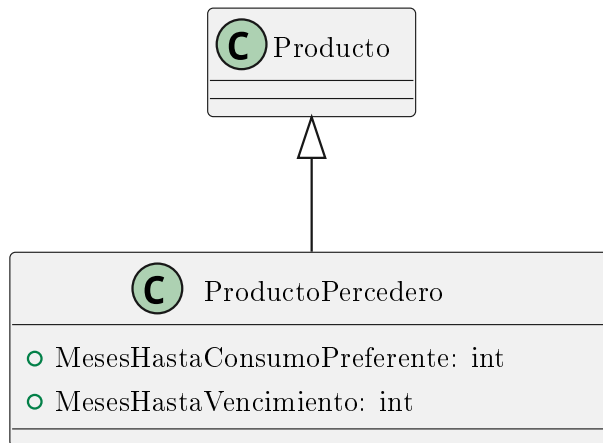 C Producto
C ProductoPercedero
MesesHastaConsumoPreferente: int
MesesHastaVencimiento: int